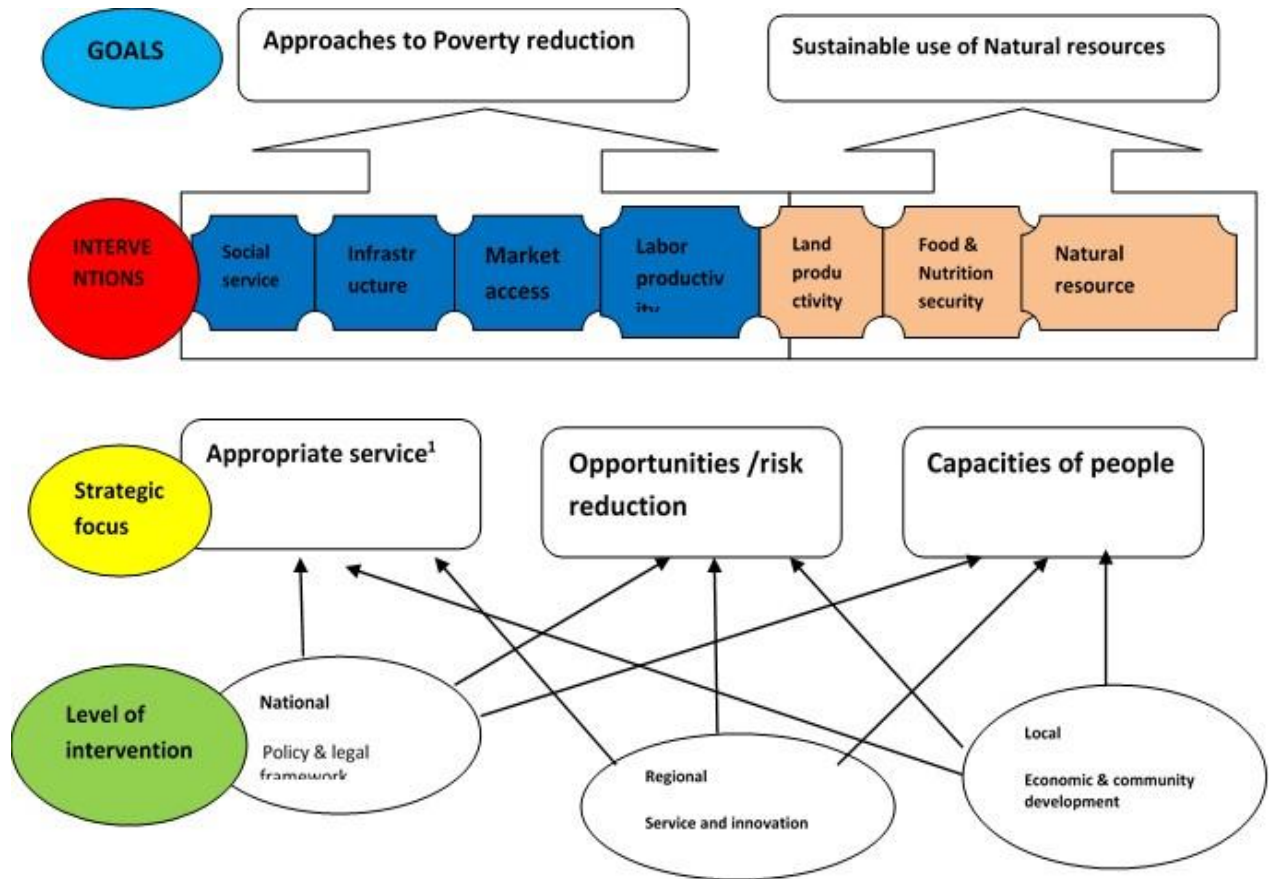 GOALS
Approaches to Poverty reduction
Sustainable use of Natural resources
INTERVE
NTIONS
Social
service
Infrastr
ucture
Market
access
Labor
productiv
ity
Land
produ
ctivity
Food &
Nutrition
security
Natural
resource
Strategic
focus
Appropriate service¹
Opportunities /risk
reduction
Capacities of people
Level of
intervention
National
Policy & legal
framework
Regional
Service and innovation
Local
Economic & community
development